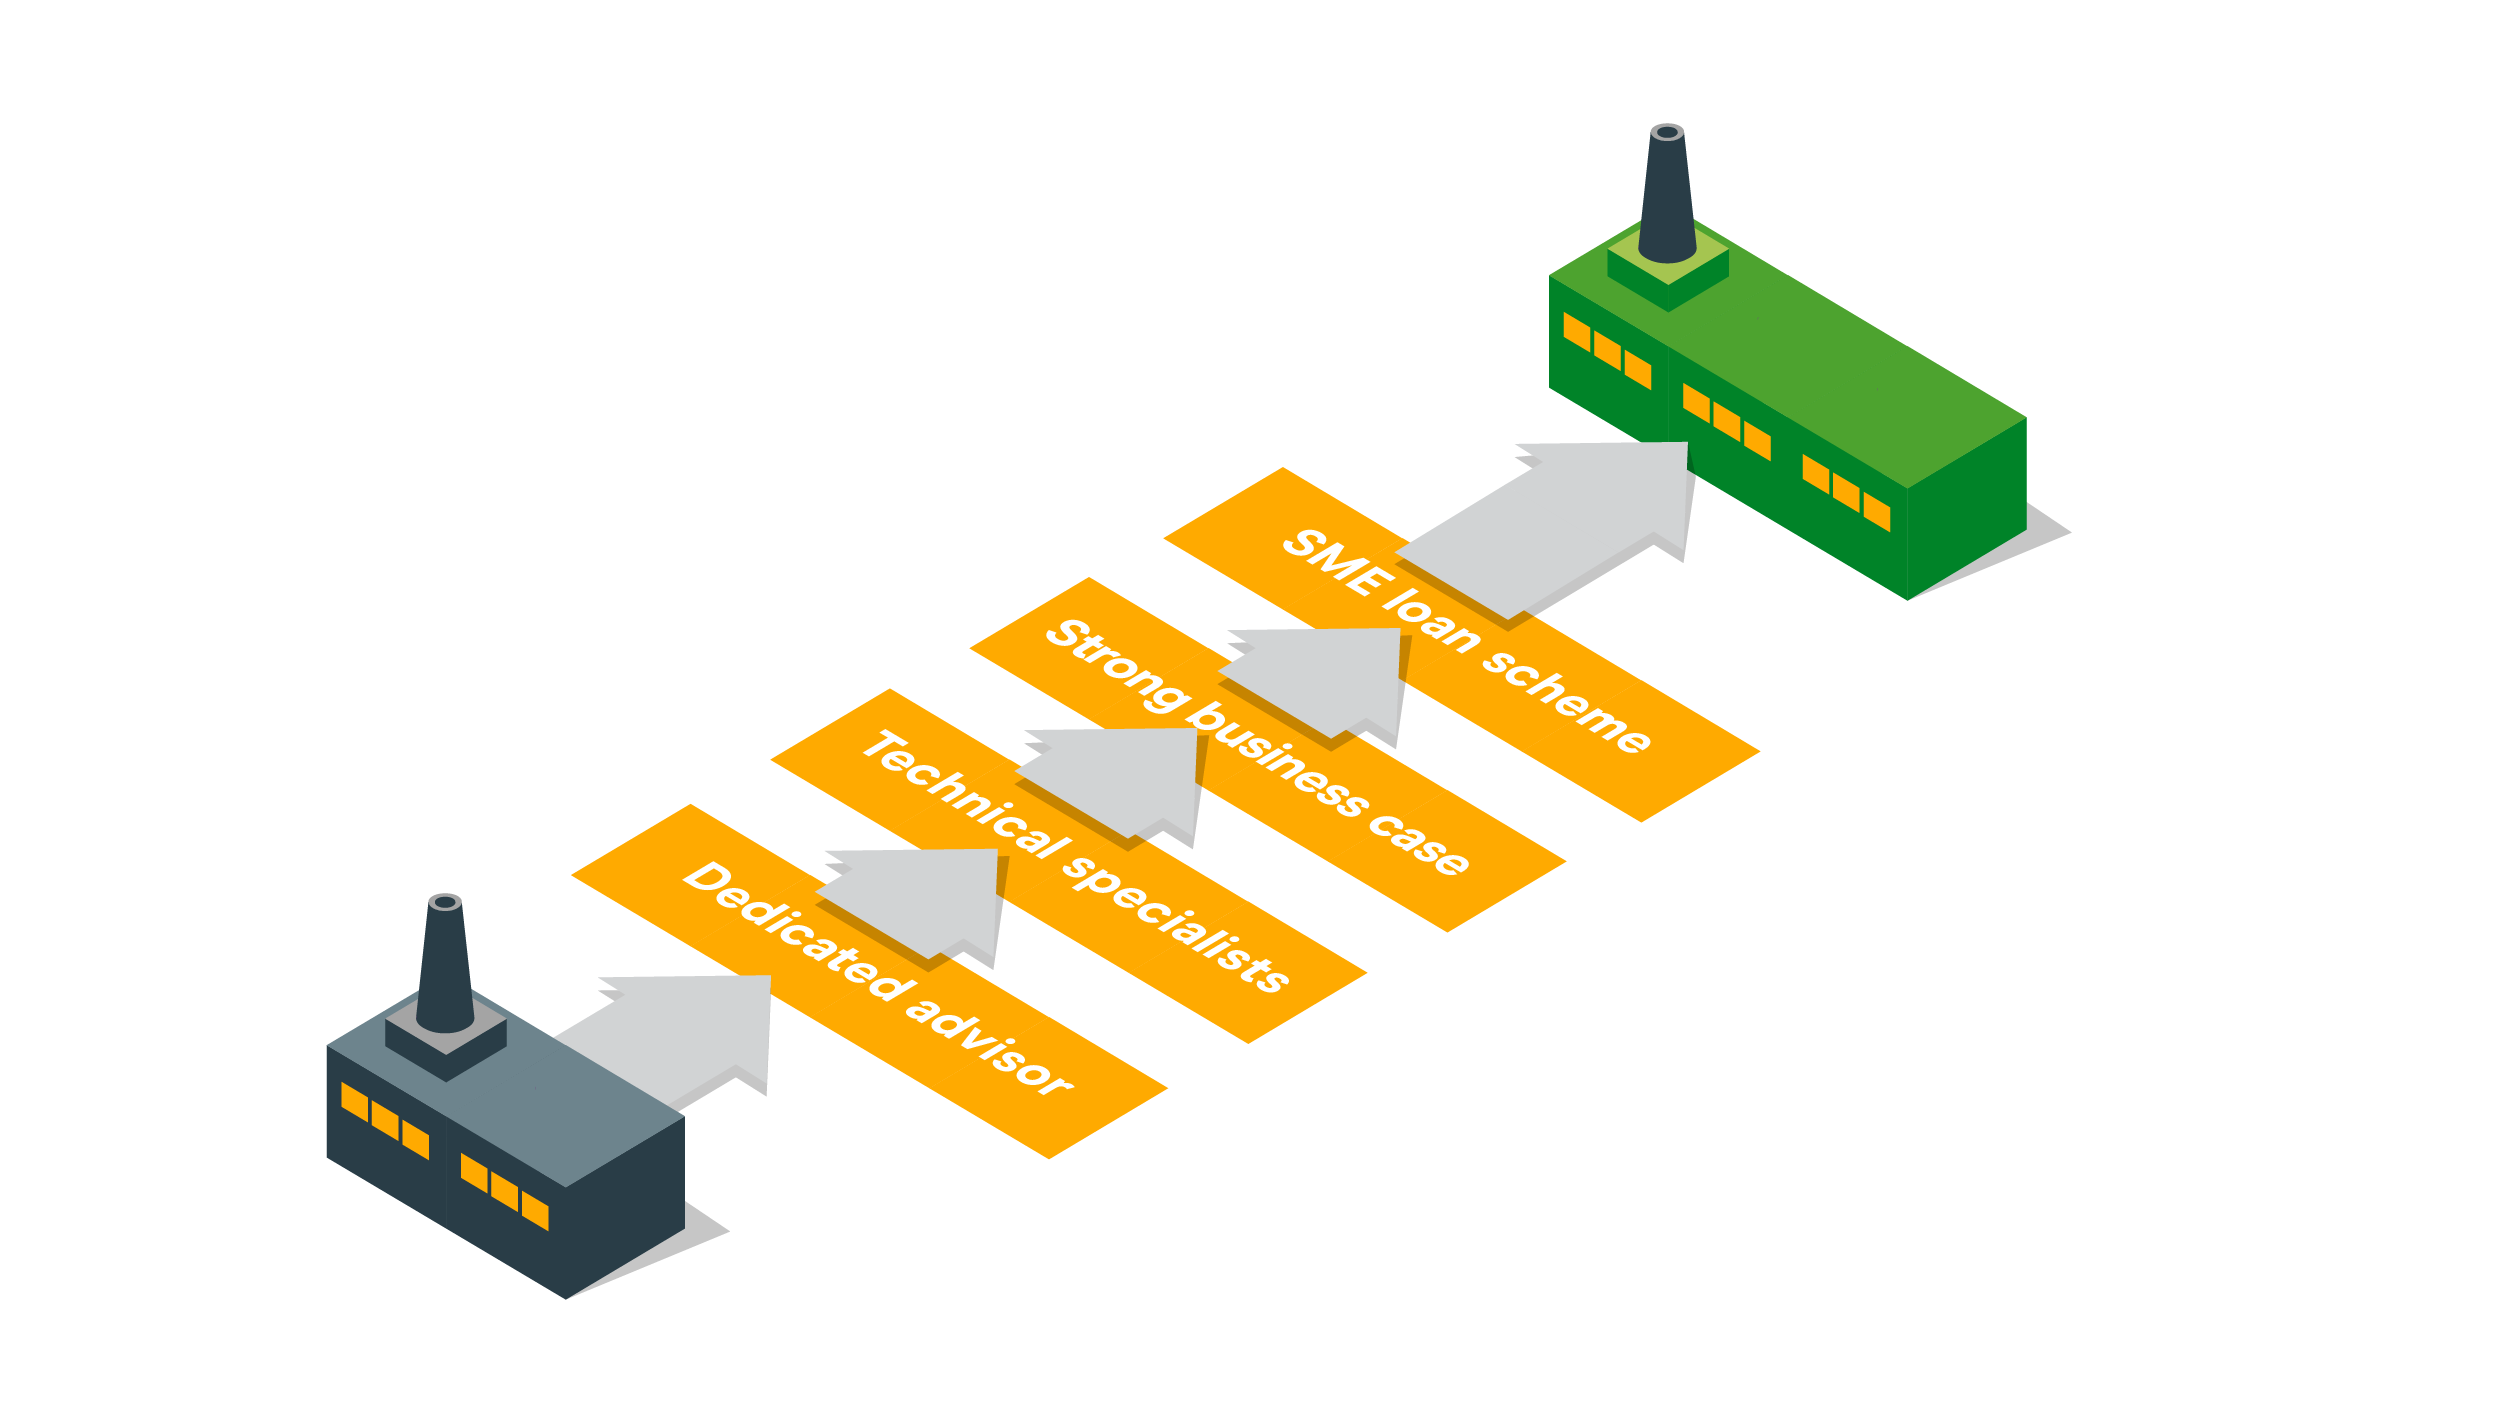 SME loan scheme
Strong business case
Technical specialists
Dedicated advisor